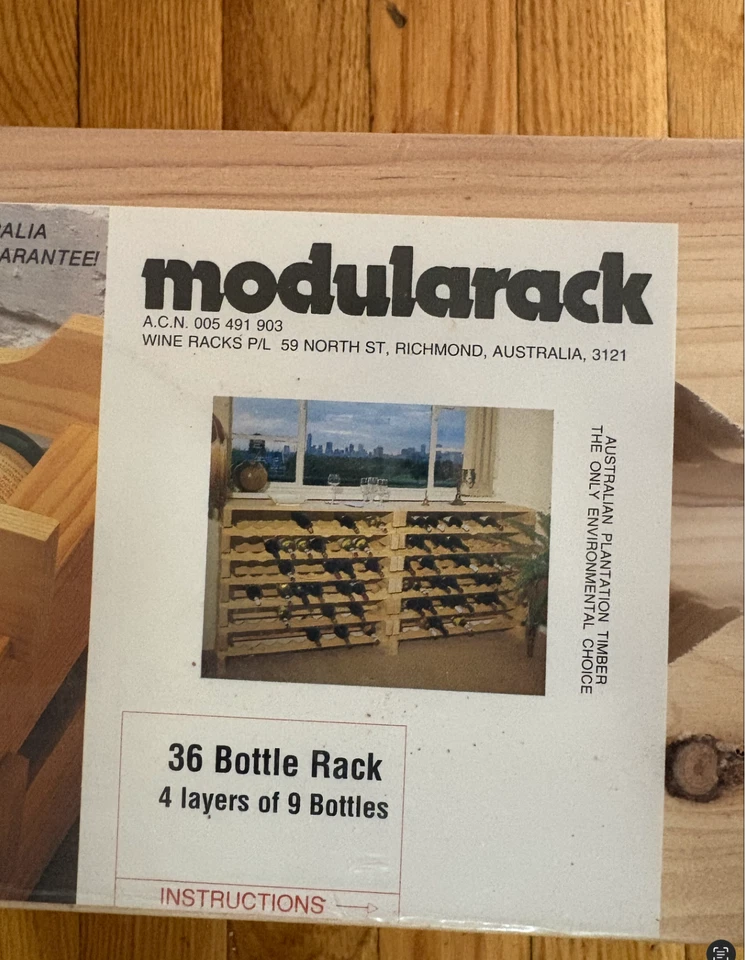 ALIA
ARANTEE!
modularack
A.C.N. 005 491 903
WINE RACKS P/L 59 NORTH ST, RICHMOND, AUSTRALIA, 3121
AUSTRALIAN PLANTATION TIMBER
THE ONLY ENVIRONMENTAL CHOICE
36 Bottle Rack
4 layers of 9 Bottles
INSTRUCTIONS